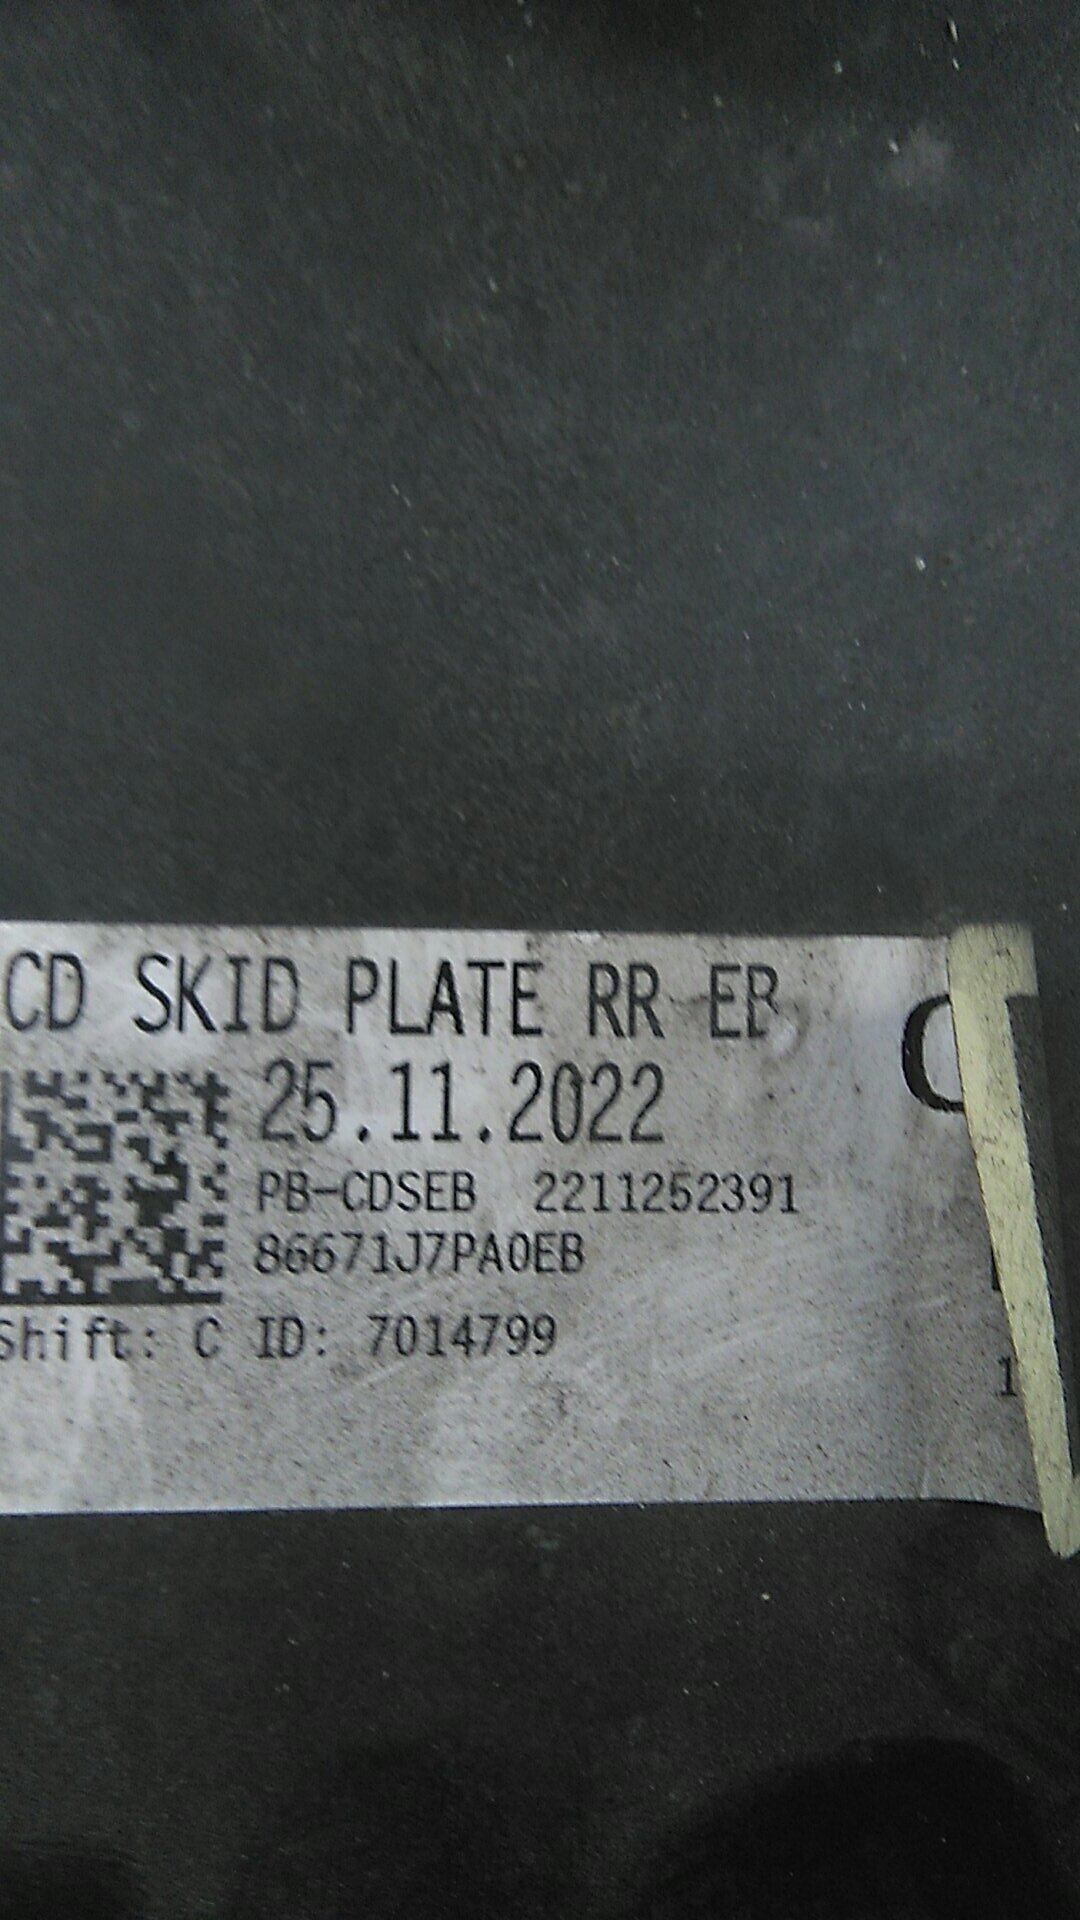 CD SKID PLATE RR EB
25.11.2022
PB-CDSEB 2211252391
86671J7PA0EB
Shift: C ID: 7014799